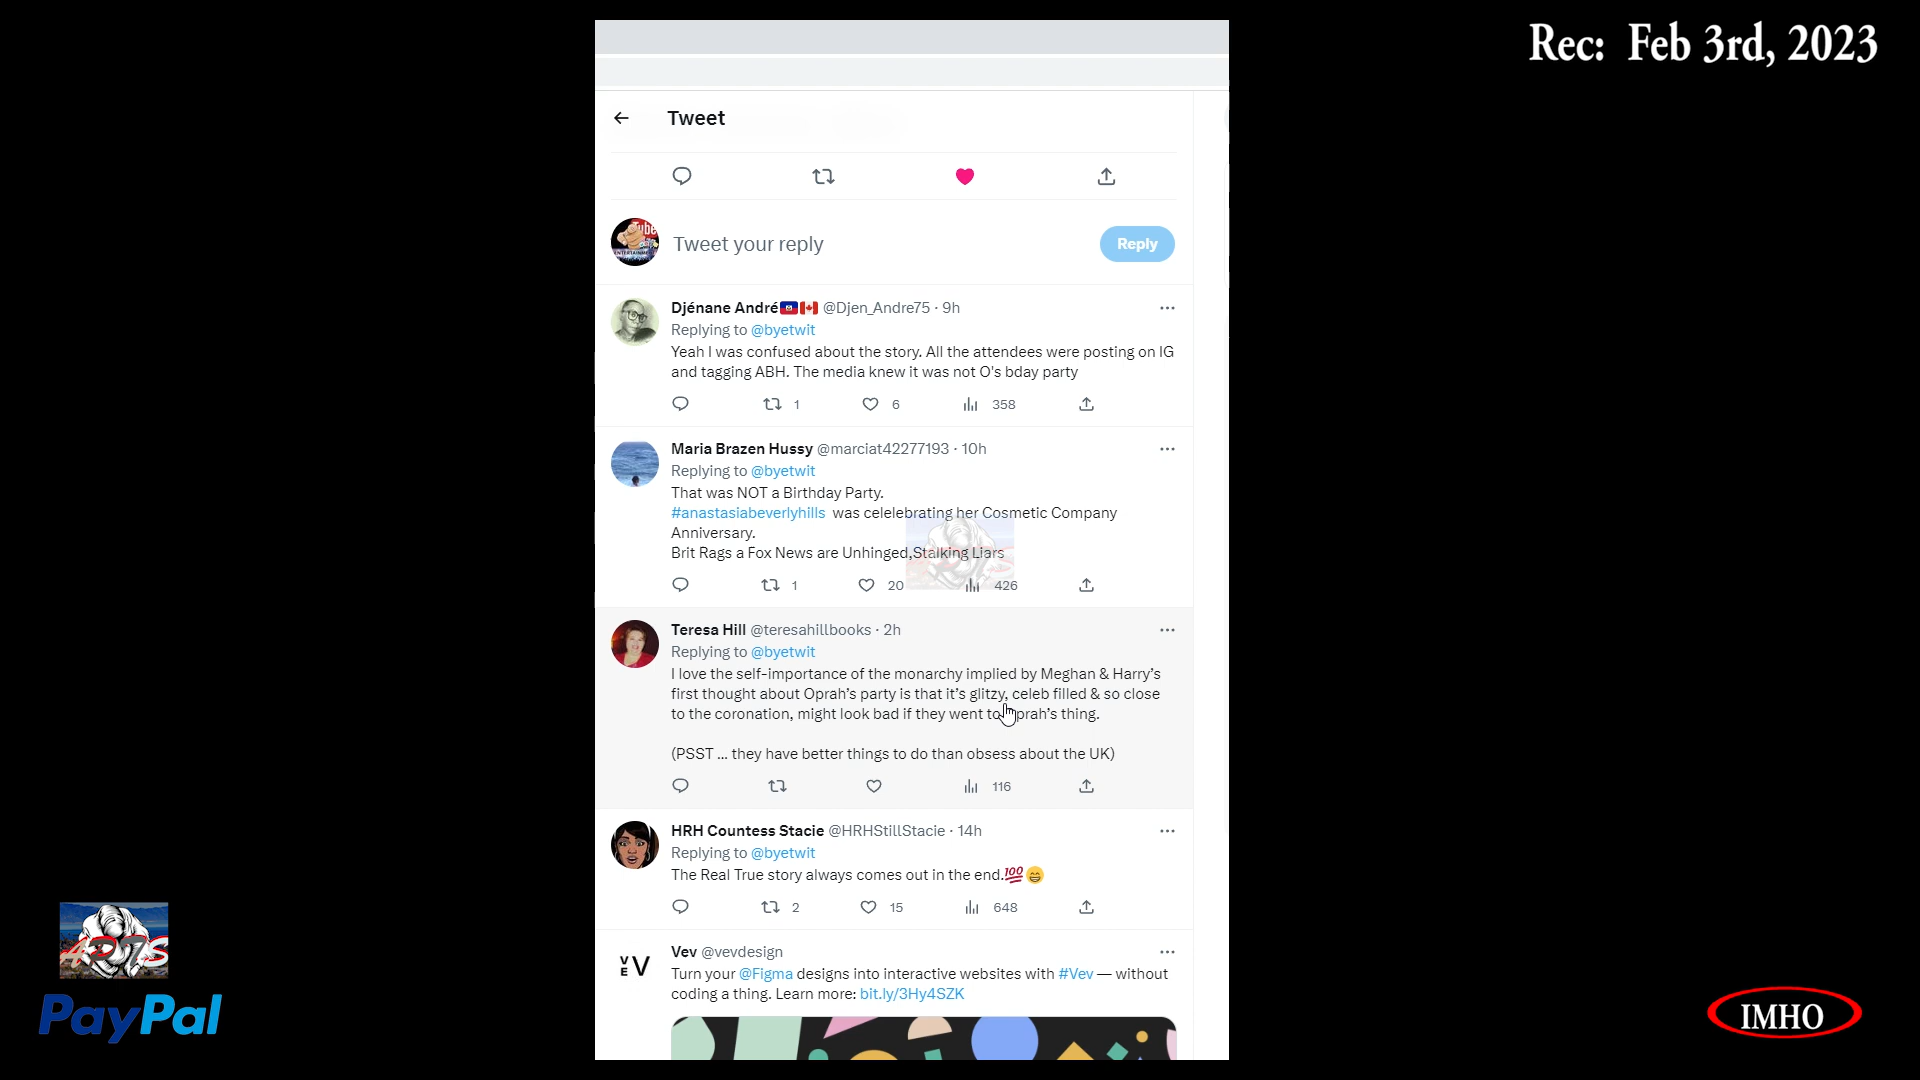 Rec: Feb 3rd, 2023
Tweet
Tweet your reply
Reply
Djénane André🇭🇹🇨🇦 @Djen_Andre75 · 9h
Replying to @byetwit
Yeah I was confused about the story. All the attendees were posting on IG
and tagging ABH. The media knew it was not O's bday party
1 6 358
Maria Brazen Hussy @marciat42277193 · 10h
Replying to @byetwit
That was NOT a Birthday Party.
#anastasiabeverlyhills was celelebrating her Cosmetic Company
Anniversary.
Brit Rags a Fox News are Unhinged,Stalking Liars
1 20 426
Teresa Hill @teresahillbooks · 2h
Replying to @byetwit
I love the self-importance of the monarchy implied by Meghan & Harry's
first thought about Oprah's party is that it's glitzy, celeb filled & so close
to the coronation, might look bad if they went to Oprah's thing.
(PSST ... they have better things to do than obsess about the UK)
116
HRH Countess Stacie @HRHStillStacie · 14h
Replying to @byetwit
The Real True story always comes out in the end.💯😁
2 15 648
Vev @vevdesign
Turn your @Figma designs into interactive websites with #Vev — without
coding a thing. Learn more: bit.ly/3Hy4SZK
PayPal
IMHO